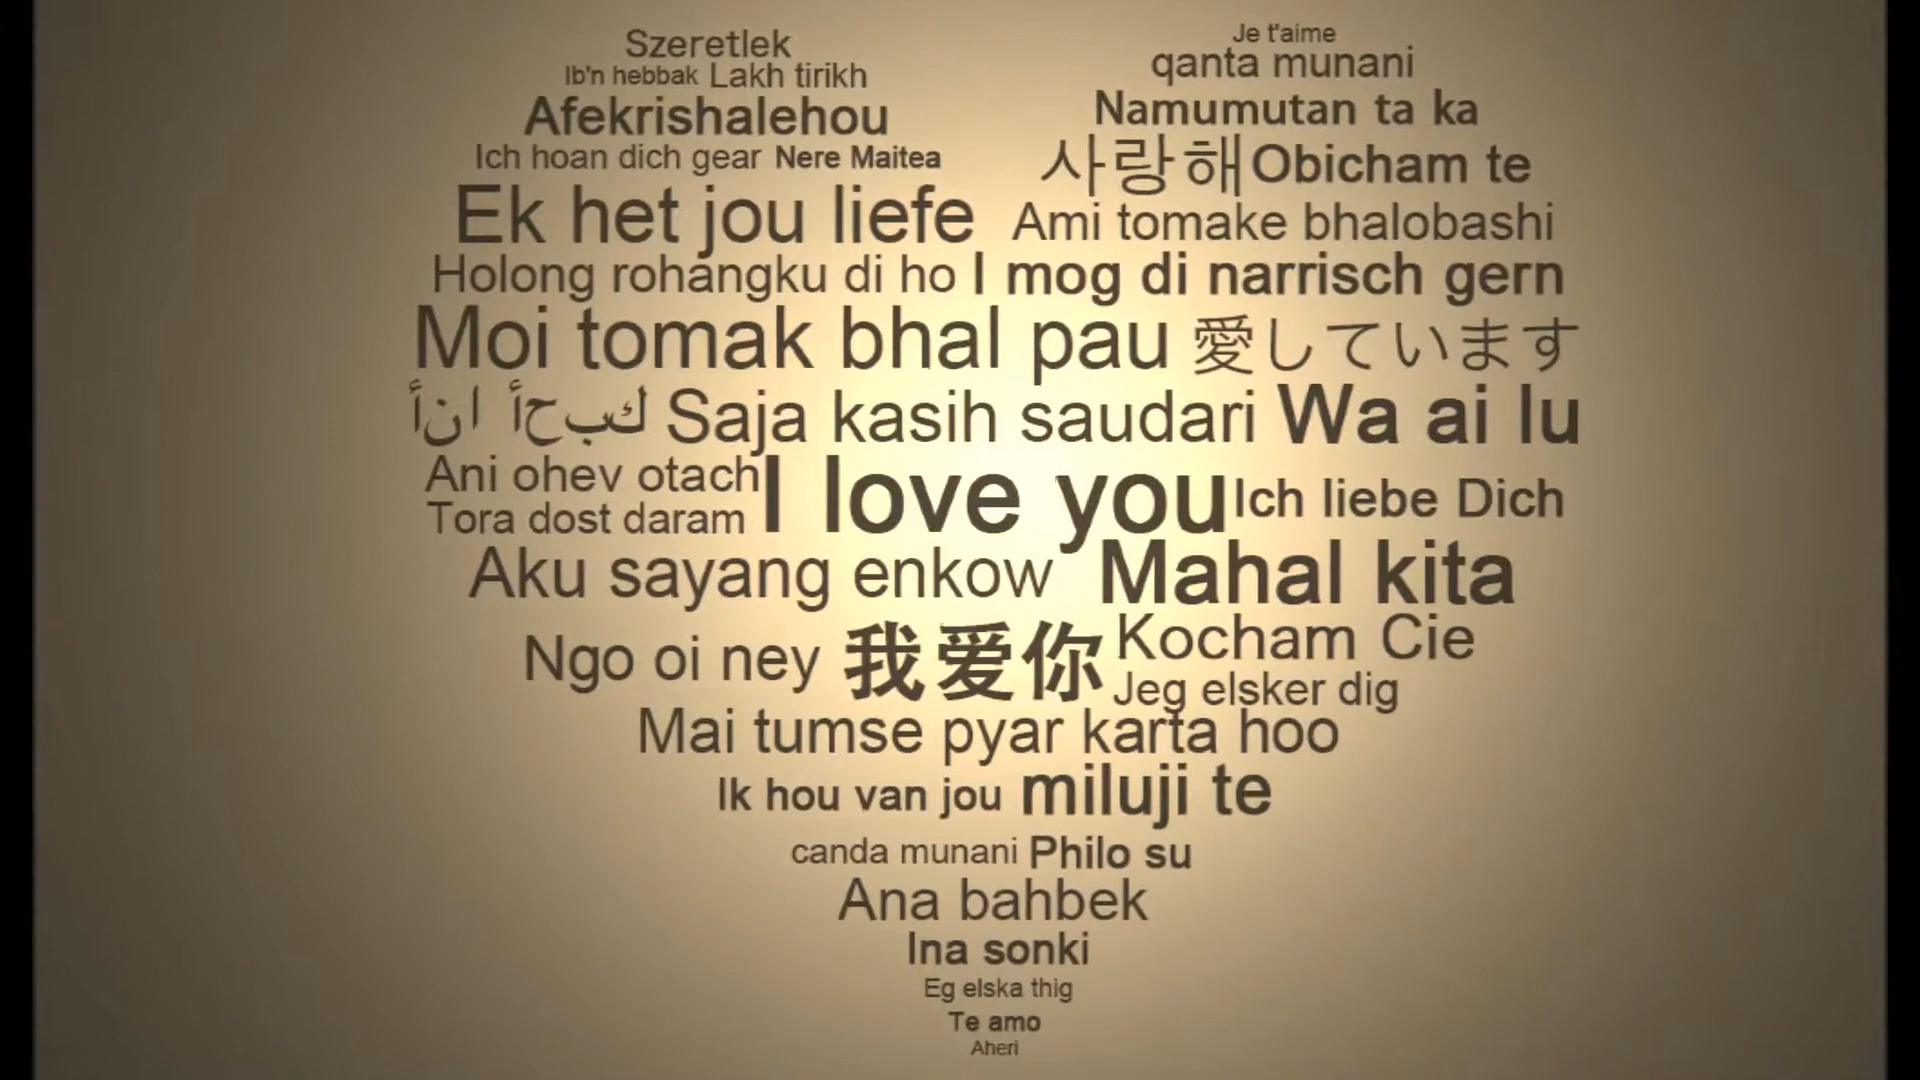 Szeretlek
Ib'n hebbak Lakh tirikh
Afekrishalehou
Ich hoan dich gear Nere Maitea
Je t'aime
qanta munani
Namumutan ta ka
사랑해 Obicham te
Ek het jou liefe Ami tomake bhalobashi
Holong rohangku di ho I mog di narrisch gern
Moi tomak bhal pau 愛しています
كبحأ انأ Saja kasih saudari Wa ai lu
Ani ohev otach
Tora dost daram
I love you Ich liebe Dich
Aku sayang enkow Mahal kita
Ngo oi ney 我爱你 Kocham Cie
Jeg elsker dig
Mai tumse pyar karta hoo
Ik hou van jou miluji te
canda munani Philo su
Ana bahbek
Ina sonki
Eg elska thig
Te amo
Aheri